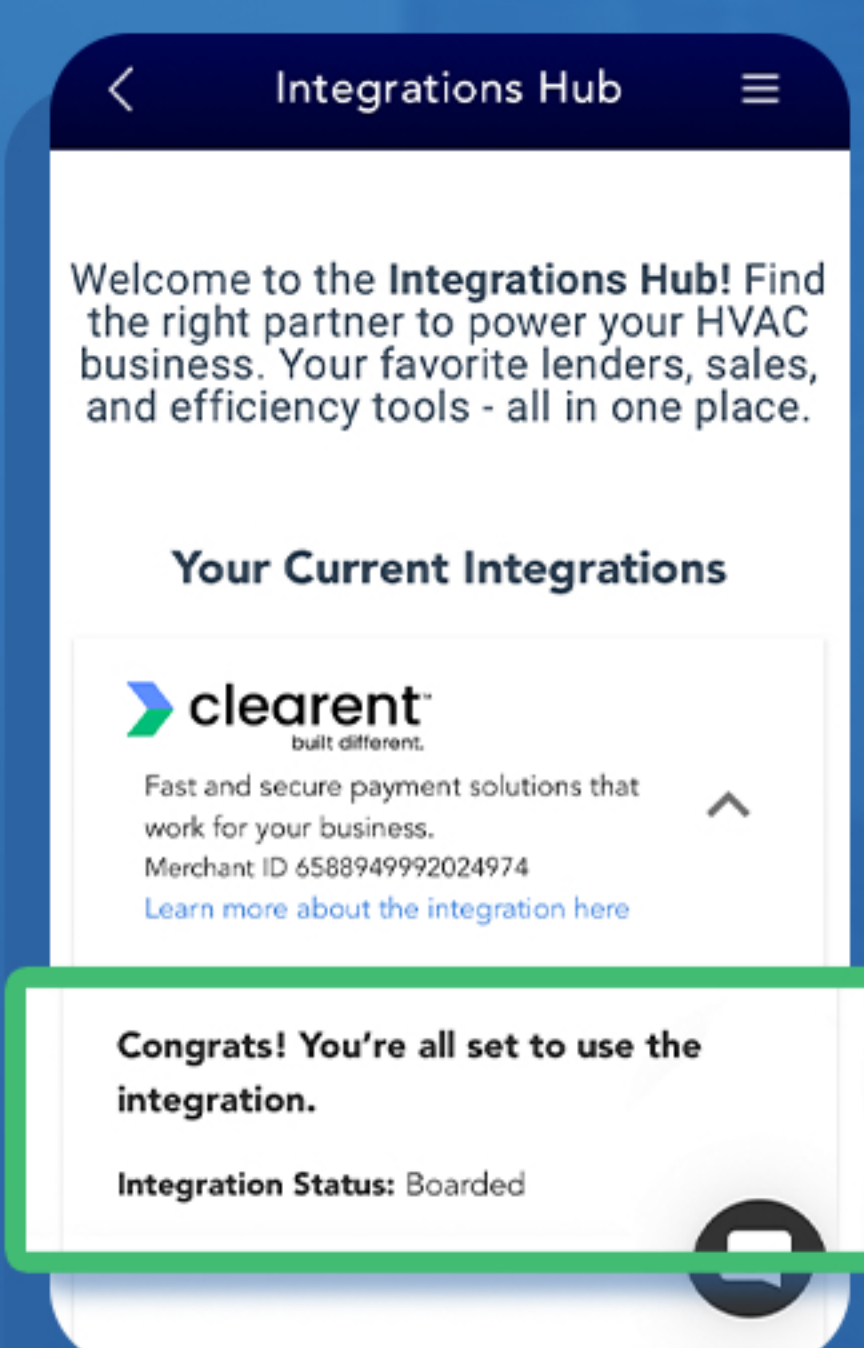 Integrations Hub
Welcome to the Integrations Hub! Find
the right partner to power your HVAC
business. Your favorite lenders, sales,
and efficiency tools - all in one place.
Your Current Integrations
clearent™
built different.
Fast and secure payment solutions that
work for your business.
Merchant ID 6588949992024974
Learn more about the integration here
Congrats! You’re all set to use the
integration.
Integration Status: Boarded